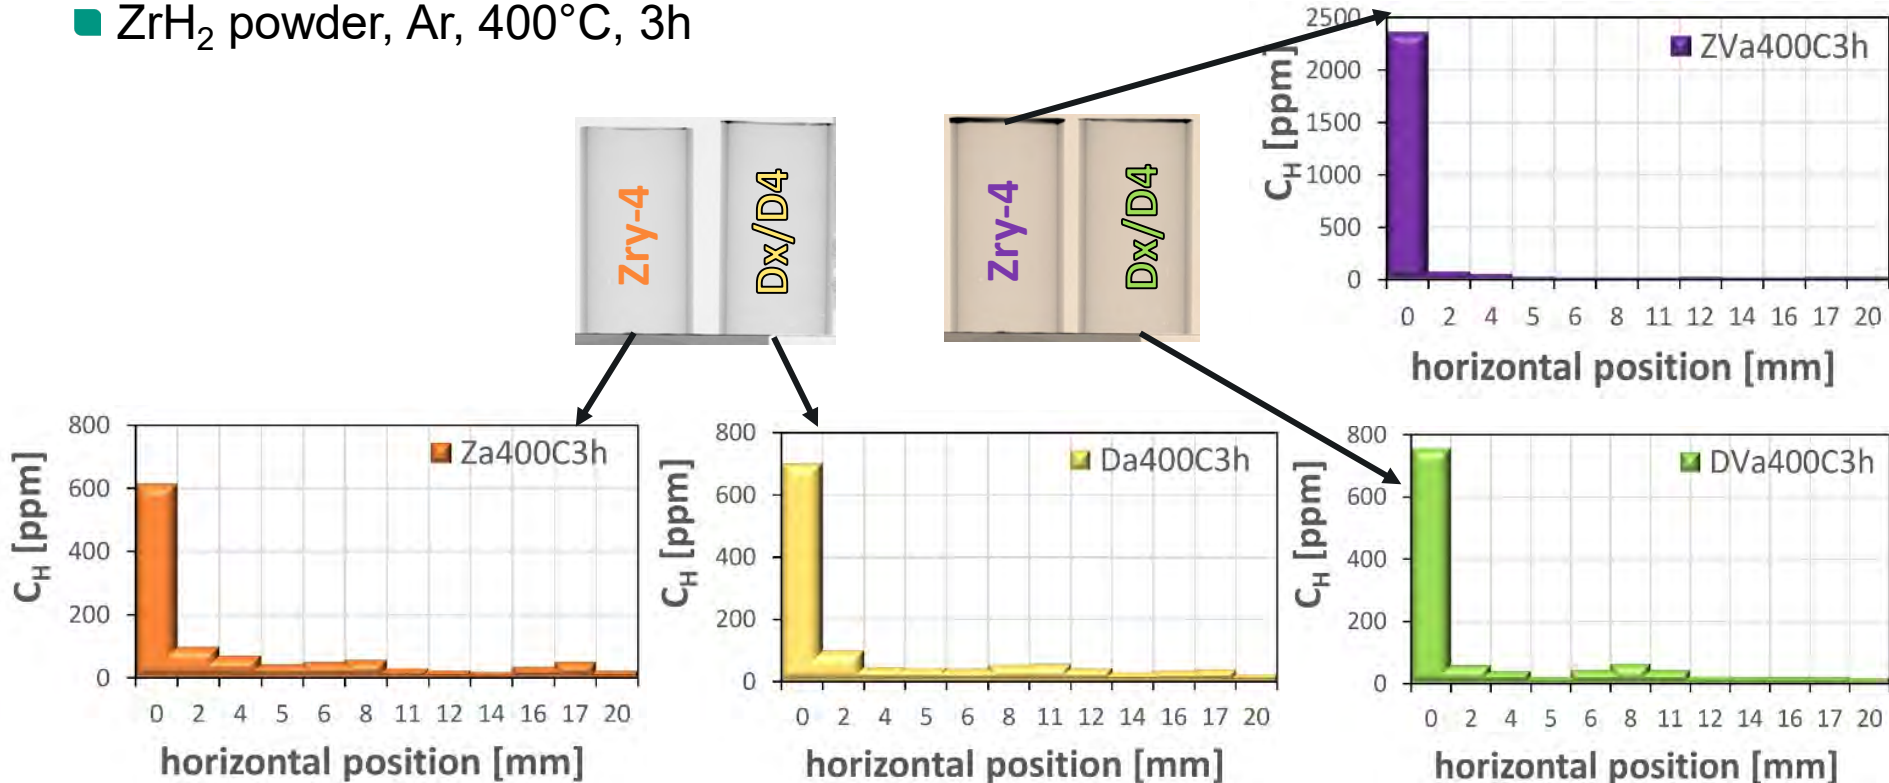 ZrH₂ powder, Ar, 400°C, 3h
Zry-4
Dx/D4
Zry-4
Dx/D4
C_H [ppm]
2500
2000
1500
1000
500
0
ZVa400C3h
0 2 4 5 6 8 11 12 14 16 17 20
horizontal position [mm]
C_H [ppm]
800
600
400
200
0
Za400C3h
0 2 4 5 6 8 11 12 14 16 17 20
horizontal position [mm]
C_H [ppm]
800
600
400
200
0
Da400C3h
0 2 4 5 6 8 11 12 14 16 17 20
horizontal position [mm]
C_H [ppm]
800
600
400
200
0
DVa400C3h
0 2 4 5 6 8 11 12 14 16 17 20
horizontal position [mm]